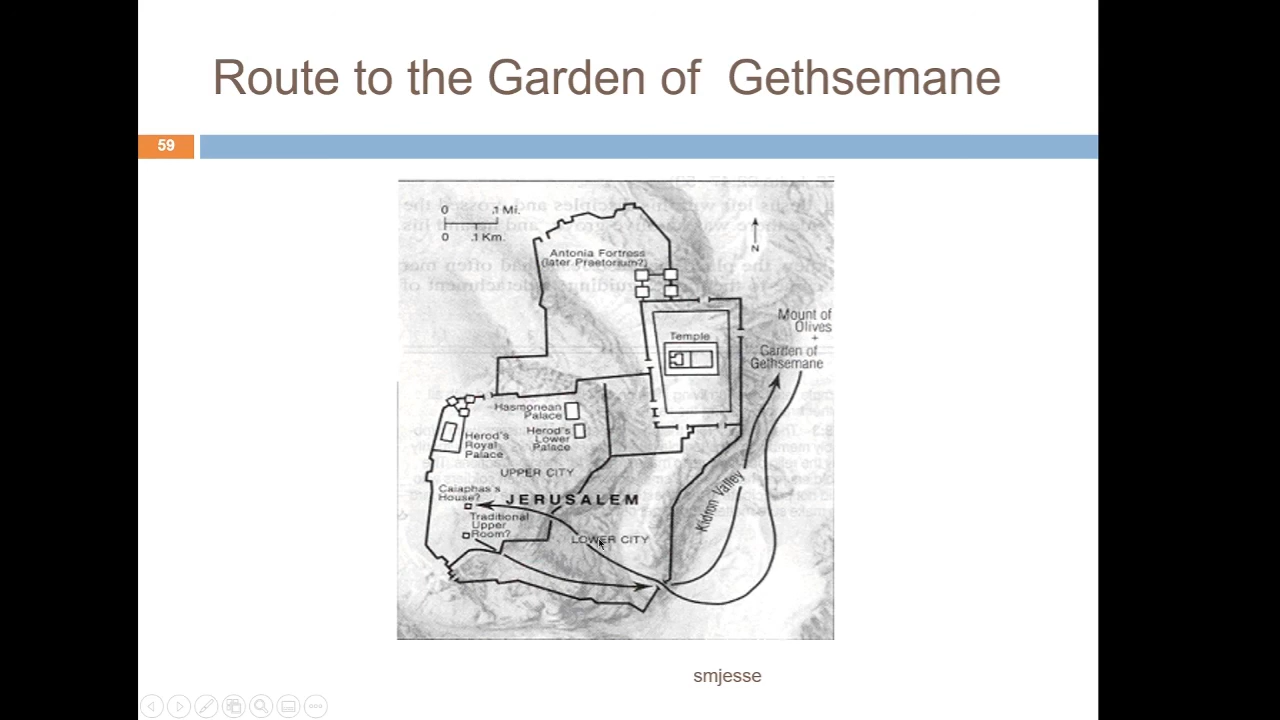 Route to the Garden of Gethsemane
59
0 .1 Mi.
0 .1 Km.
N
Antonia Fortress
(later Praetorium?)
Temple
Mount of
Olives
+
Garden of
Gethsemane
Hasmonean
Palace
Herod's
Lower
Palace
Herod's
Royal
Palace
UPPER CITY
Caiaphas's
House?
JERUSALEM
Traditional
Upper
Room?
LOWER CITY
Kidron Valley
smjesse